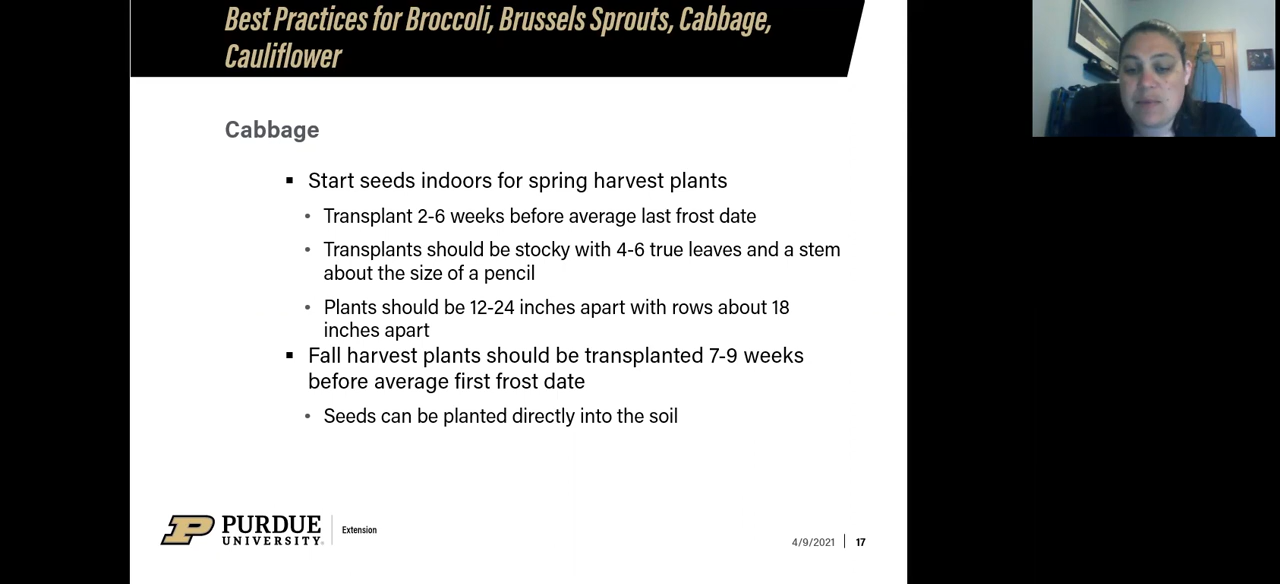 Best Practices for Broccoli, Brussels Sprouts, Cabbage,
Cauliflower
Cabbage
▪ Start seeds indoors for spring harvest plants
• Transplant 2-6 weeks before average last frost date
• Transplants should be stocky with 4-6 true leaves and a stem
about the size of a pencil
• Plants should be 12-24 inches apart with rows about 18
inches apart
▪ Fall harvest plants should be transplanted 7-9 weeks
before average first frost date
• Seeds can be planted directly into the soil
P PURDUE UNIVERSITY. Extension
4/9/2021 | 17